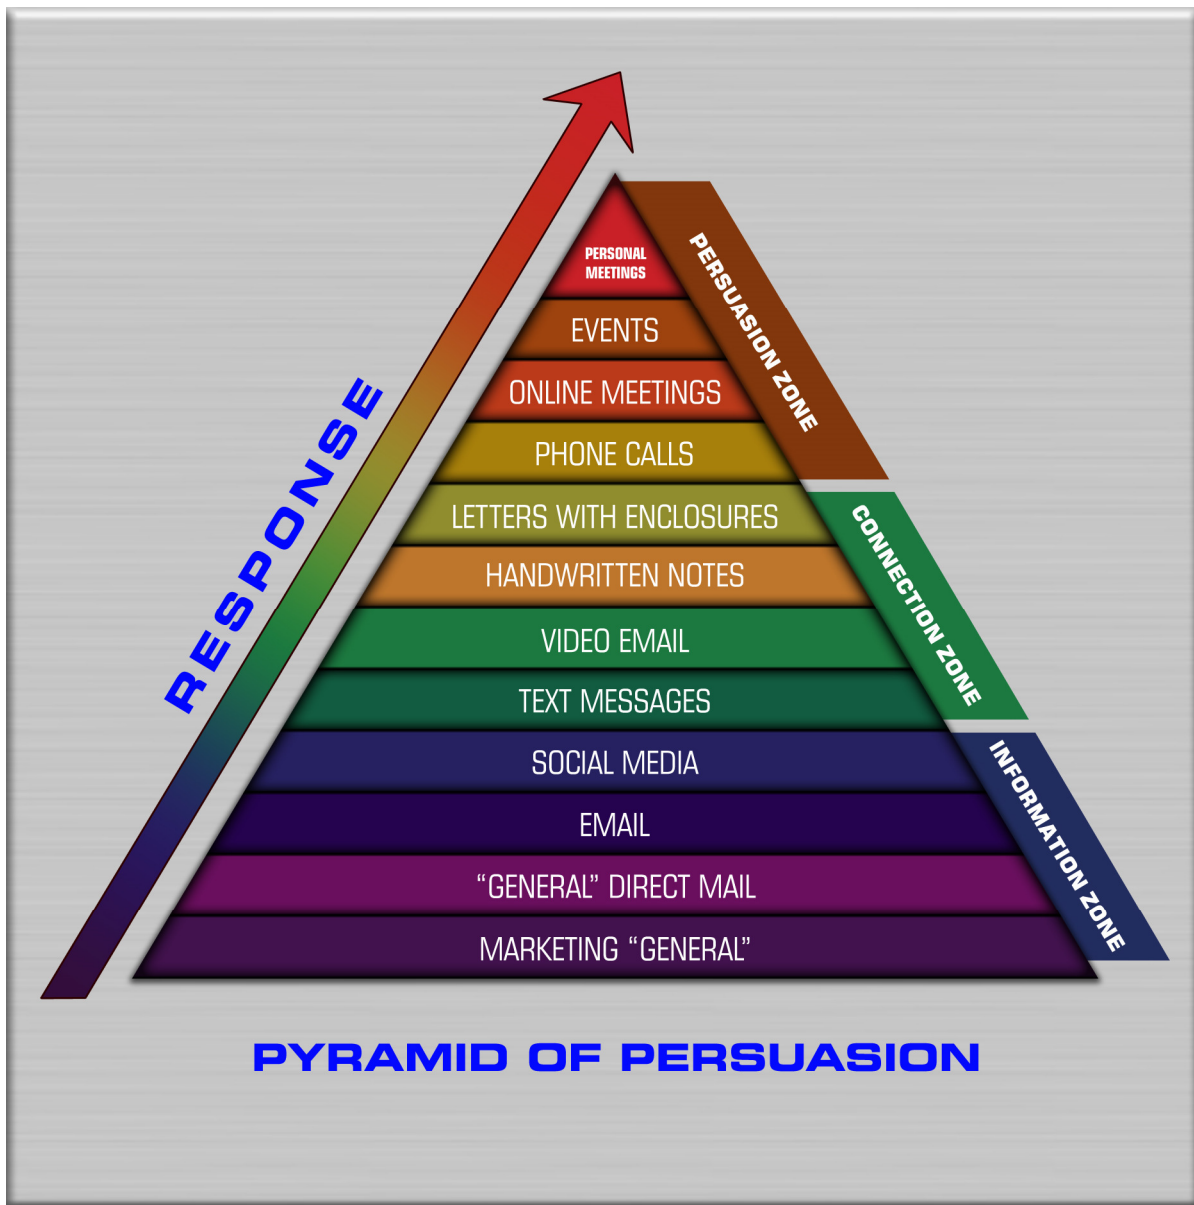 PERSONAL
MEETINGS
EVENTS
ONLINE MEETINGS
PHONE CALLS
LETTERS WITH ENCLOSURES
HANDWRITTEN NOTES
VIDEO EMAIL
TEXT MESSAGES
SOCIAL MEDIA
EMAIL
“GENERAL” DIRECT MAIL
MARKETING “GENERAL”
RESPONSE
PERSUASION ZONE
CONNECTION ZONE
INFORMATION ZONE
PYRAMID OF PERSUASION